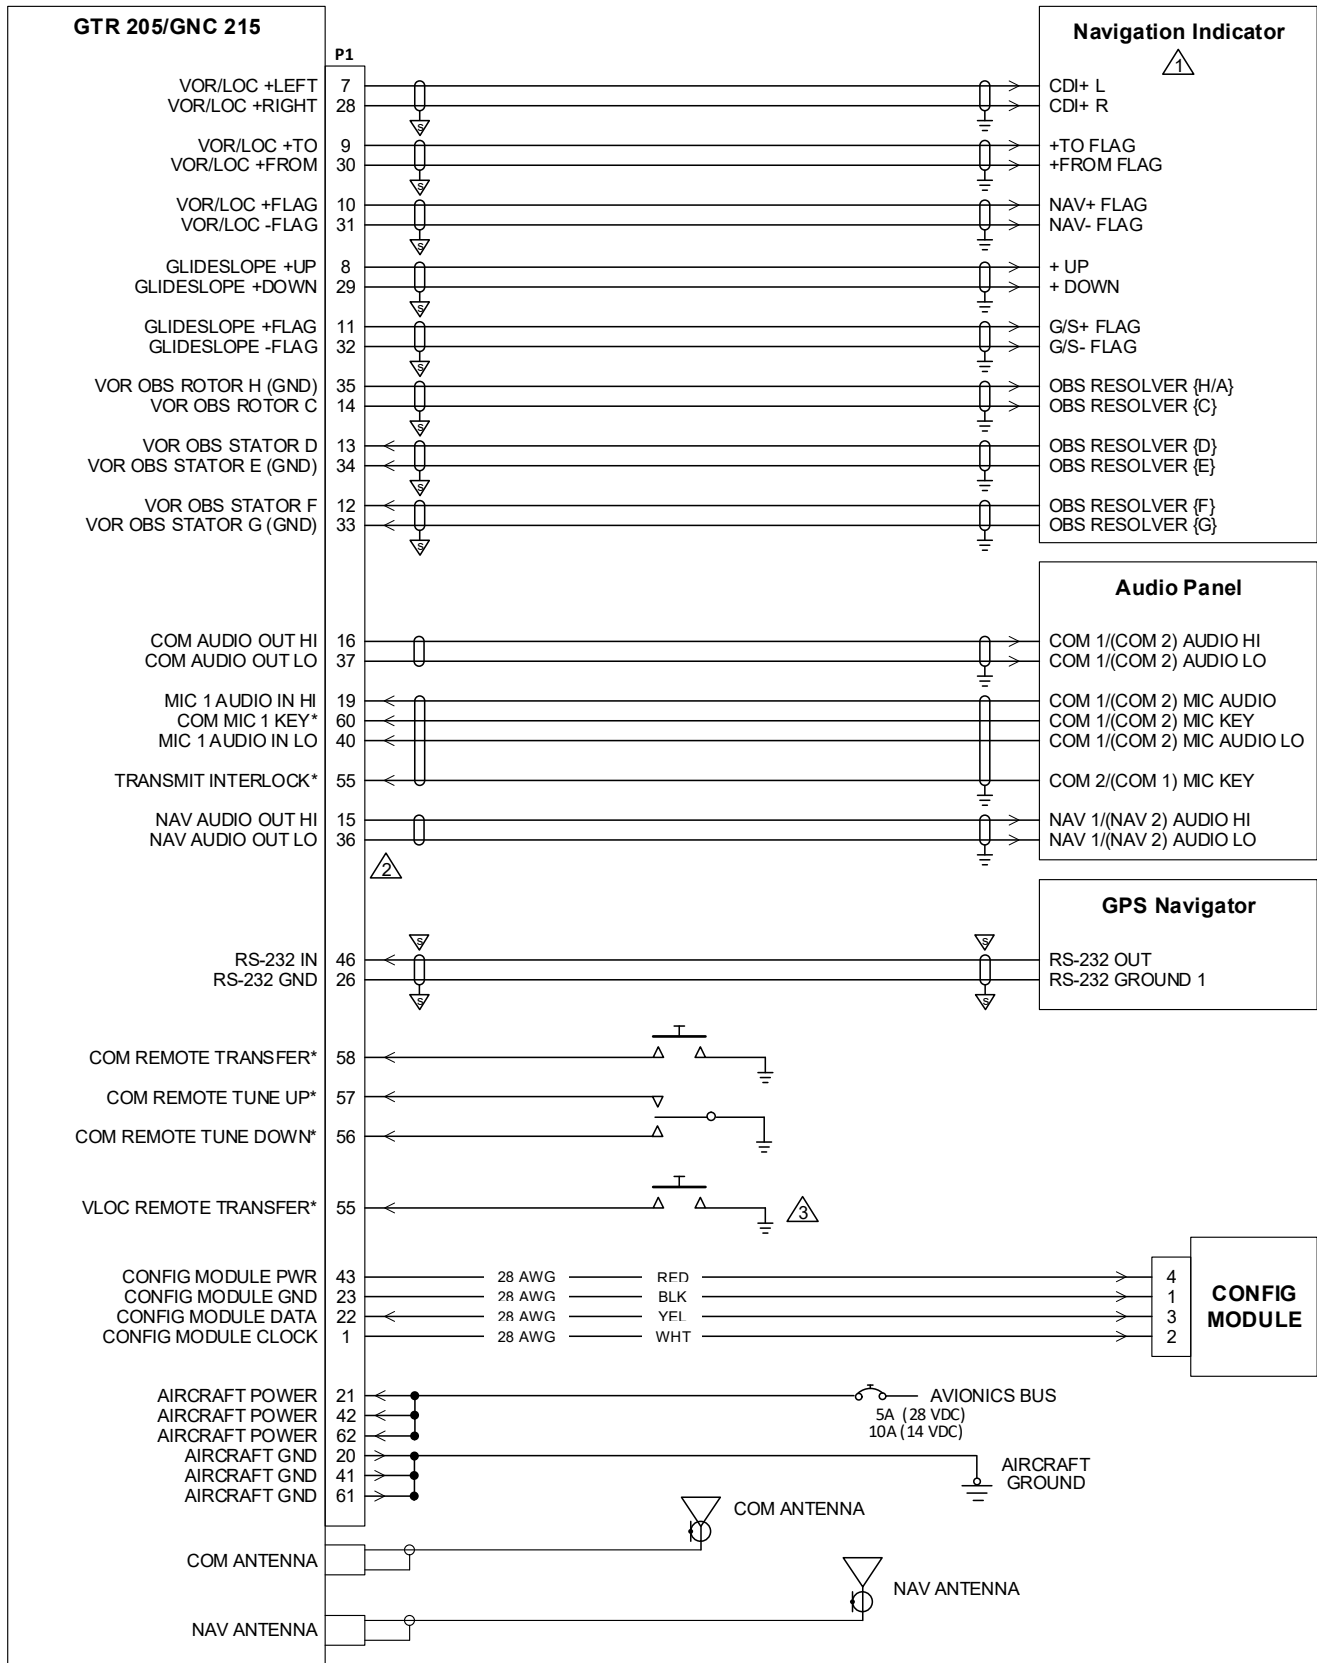 GTR 205/GNC 215
P1
Navigation Indicator
1
VOR/LOC +LEFT 7 CDI+ L
VOR/LOC +RIGHT 28 CDI+ R
S
VOR/LOC +TO 9 +TO FLAG
VOR/LOC +FROM 30 +FROM FLAG
S
VOR/LOC +FLAG 10 NAV+ FLAG
VOR/LOC -FLAG 31 NAV- FLAG
S
GLIDESLOPE +UP 8 + UP
GLIDESLOPE +DOWN 29 + DOWN
S
GLIDESLOPE +FLAG 11 G/S+ FLAG
GLIDESLOPE -FLAG 32 G/S- FLAG
S
VOR OBS ROTOR H (GND) 35 OBS RESOLVER {H/A}
VOR OBS ROTOR C 14 OBS RESOLVER {C}
S
VOR OBS STATOR D 13 OBS RESOLVER {D}
VOR OBS STATOR E (GND) 34 OBS RESOLVER {E}
S
VOR OBS STATOR F 12 OBS RESOLVER {F}
VOR OBS STATOR G (GND) 33 OBS RESOLVER {G}
S
Audio Panel
COM AUDIO OUT HI 16 COM 1/(COM 2) AUDIO HI
COM AUDIO OUT LO 37 COM 1/(COM 2) AUDIO LO
MIC 1 AUDIO IN HI 19 COM 1/(COM 2) MIC AUDIO
COM MIC 1 KEY* 60 COM 1/(COM 2) MIC KEY
MIC 1 AUDIO IN LO 40 COM 1/(COM 2) MIC AUDIO LO
TRANSMIT INTERLOCK* 55 COM 2/(COM 1) MIC KEY
NAV AUDIO OUT HI 15 NAV 1/(NAV 2) AUDIO HI
NAV AUDIO OUT LO 36 NAV 1/(NAV 2) AUDIO LO
2
GPS Navigator
S S
RS-232 IN 46 RS-232 OUT
RS-232 GND 26 RS-232 GROUND 1
S S
COM REMOTE TRANSFER* 58
COM REMOTE TUNE UP* 57
COM REMOTE TUNE DOWN* 56
VLOC REMOTE TRANSFER* 55 3
CONFIG MODULE PWR 43 28 AWG RED 4
CONFIG MODULE GND 23 28 AWG BLK 1
CONFIG MODULE DATA 22 28 AWG YEL 3
CONFIG MODULE CLOCK 1 28 AWG WHT 2
CONFIG
MODULE
AIRCRAFT POWER 21 AVIONICS BUS
AIRCRAFT POWER 42 5A (28 VDC)
AIRCRAFT POWER 62 10A (14 VDC)
AIRCRAFT GND 20
AIRCRAFT GND 41
AIRCRAFT GND 61
AIRCRAFT
GROUND
COM ANTENNA
COM ANTENNA
NAV ANTENNA
NAV ANTENNA